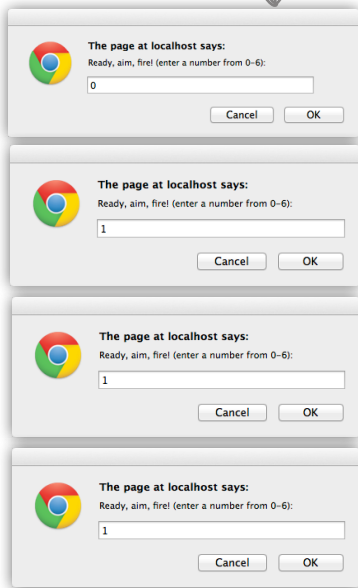 The page at localhost says:
Ready, aim, fire! (enter a number from 0–6):
0
Cancel OK
The page at localhost says:
Ready, aim, fire! (enter a number from 0–6):
1
Cancel OK
The page at localhost says:
Ready, aim, fire! (enter a number from 0–6):
1
Cancel OK
The page at localhost says:
Ready, aim, fire! (enter a number from 0–6):
1
Cancel OK